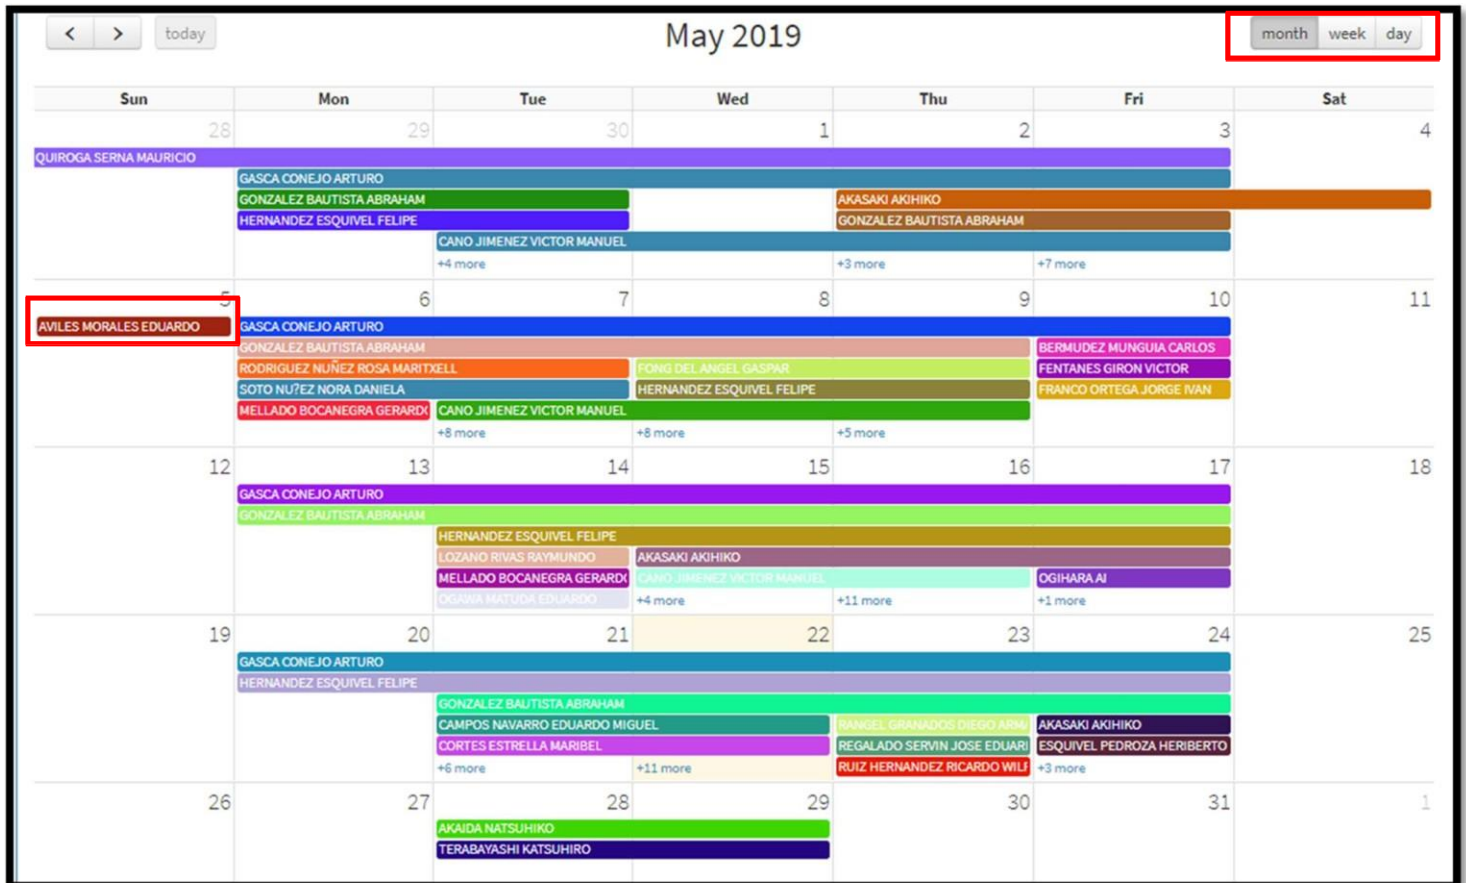 < > today May 2019 month week day
Sun Mon Tue Wed Thu Fri Sat
28 29 30 1 2 3 4
QUIROGA SERNA MAURICIO
GASCA CONEJO ARTURO
GONZALEZ BAUTISTA ABRAHAM AKASAKI AKIHIKO
HERNANDEZ ESQUIVEL FELIPE GONZALEZ BAUTISTA ABRAHAM
CANO JIMENEZ VICTOR MANUEL
+4 more +3 more +7 more
5 6 7 8 9 10 11
AVILES MORALES EDUARDO GASCA CONEJO ARTURO
GONZALEZ BAUTISTA ABRAHAM BERMUDEZ MUNGUIA CARLOS
RODRIGUEZ NUÑEZ ROSA MARITXELL FONG DEL ANGEL GASPAR FENTANES GIRON VICTOR
SOTO NU?EZ NORA DANIELA HERNANDEZ ESQUIVEL FELIPE FRANCO ORTEGA JORGE IVAN
MELLADO BOCANEGRA GERARDO CANO JIMENEZ VICTOR MANUEL
+8 more +8 more +5 more
12 13 14 15 16 17 18
GASCA CONEJO ARTURO
GONZALEZ BAUTISTA ABRAHAM
HERNANDEZ ESQUIVEL FELIPE
LOZANO RIVAS RAYMUNDO AKASAKI AKIHIKO
MELLADO BOCANEGRA GERARDO CANO JIMENEZ VICTOR MANUEL OGIHARA AI
OGAWA MATUDA EDUARDO +4 more +11 more +1 more
19 20 21 22 23 24 25
GASCA CONEJO ARTURO
HERNANDEZ ESQUIVEL FELIPE
GONZALEZ BAUTISTA ABRAHAM
CAMPOS NAVARRO EDUARDO MIGUEL RANGEL GRANADOS DIEGO ARMA AKASAKI AKIHIKO
CORTES ESTRELLA MARIBEL REGALADO SERVIN JOSE EDUARI ESQUIVEL PEDROZA HERIBERTO
+6 more +11 more RUIZ HERNANDEZ RICARDO WILF +3 more
26 27 28 29 30 31 1
AKAIDA NATSUHIKO
TERABAYASHI KATSUHIRO